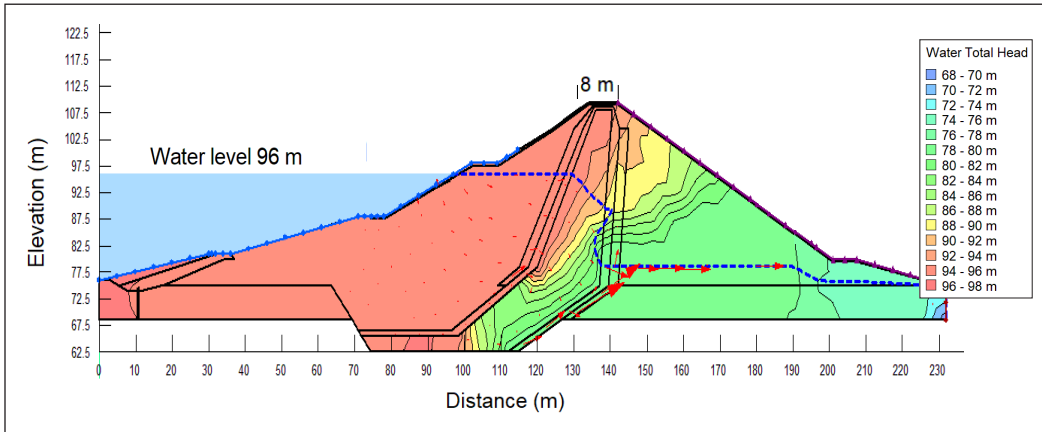 122.5
117.5
112.5
107.5
102.5
97.5
92.5
87.5
82.5
77.5
72.5
67.5
62.5
Elevation (m)
8 m
Water level 96 m
0 10 20 30 40 50 60 70 80 90 100 110 120 130 140 150 160 170 180 190 200 210 220 230
Distance (m)
Water Total Head
68 - 70 m
70 - 72 m
72 - 74 m
74 - 76 m
76 - 78 m
78 - 80 m
80 - 82 m
82 - 84 m
84 - 86 m
86 - 88 m
88 - 90 m
90 - 92 m
92 - 94 m
94 - 96 m
96 - 98 m